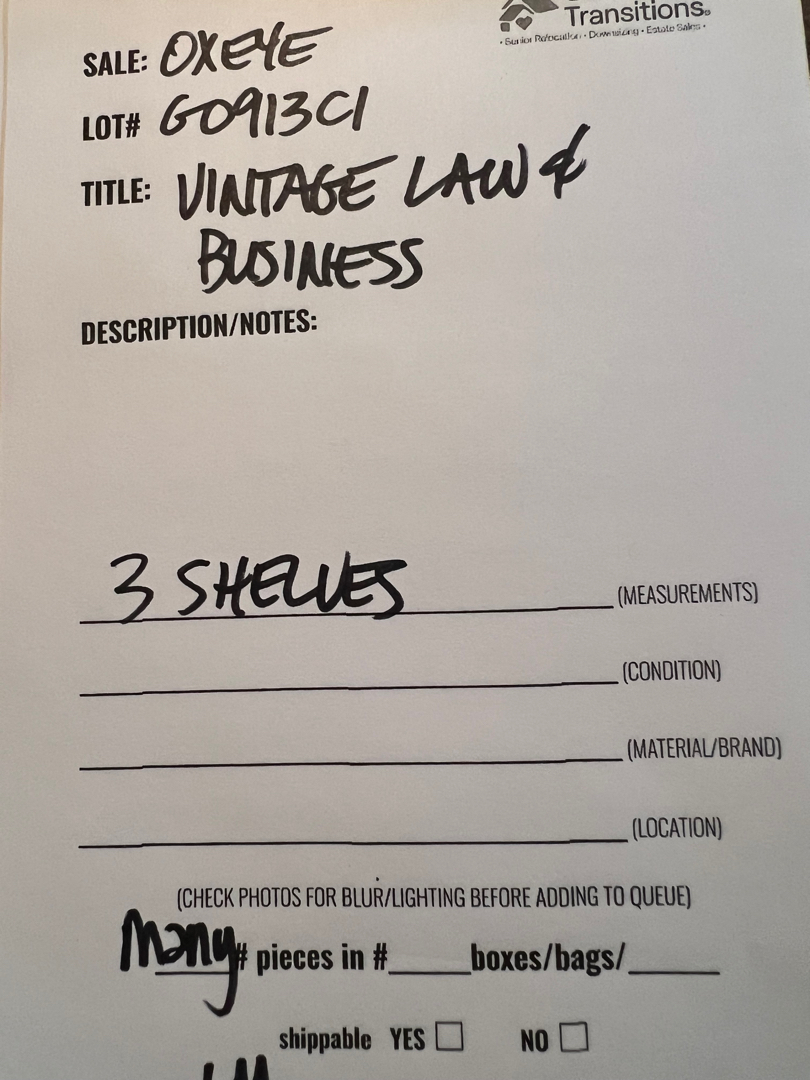 Transitions
• Senior Relocation • Downsizing • Estate Sales •
SALE: OXEYE
LOT# G0913C1
TITLE: VINTAGE LAW &
BUSINESS
DESCRIPTION/NOTES:
3 SHELVES (MEASUREMENTS)
(CONDITION)
(MATERIAL/BRAND)
(LOCATION)
(CHECK PHOTOS FOR BLUR/LIGHTING BEFORE ADDING TO QUEUE)
Many # pieces in #______boxes/bags/______
shippable YES ☐ NO ☐